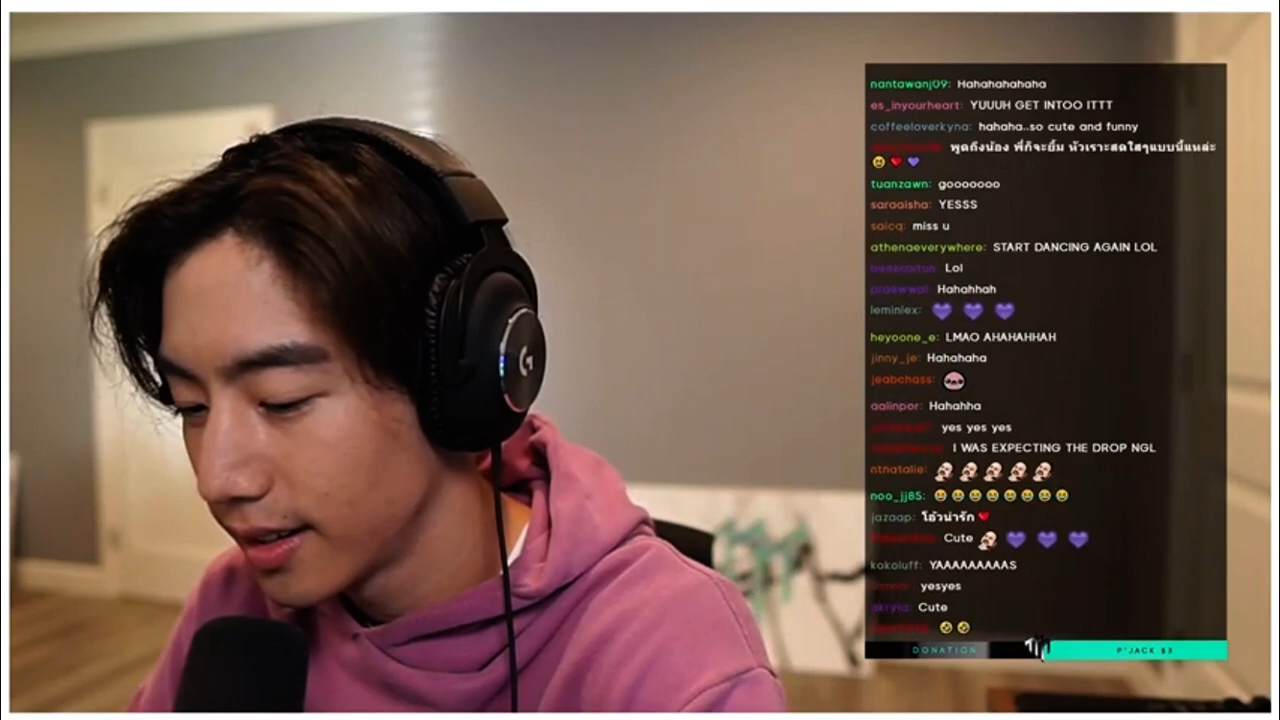 nantawanj09: Hahahahahaha
es_inyourheart: YUUUH GET INTOO ITTT
coffeeloverkyna: hahaha..so cute and funny
พูดถึงน้อง พี่ก็จะยิ้ม หัวเราะสดใสๆแบบนี้แหล่ะ
tuanzawn: gooooooo
saraaisha: YESSS
saicq: miss u
athenaeverywhere: START DANCING AGAIN LOL
Lol
Hahahhah
leminlex:
heyoone_e: LMAO AHAHAHHAH
jinny_je: Hahahaha
jeabchass:
aalinpor: Hahahha
yes yes yes
I WAS EXPECTING THE DROP NGL
ntnatalie:
noo_jj85:
jazaap: โอ้วน่ารัก
Cute
kokoluff: YAAAAAAAAAS
yesyes
akryla: Cute
DONATION
P'JACK $3